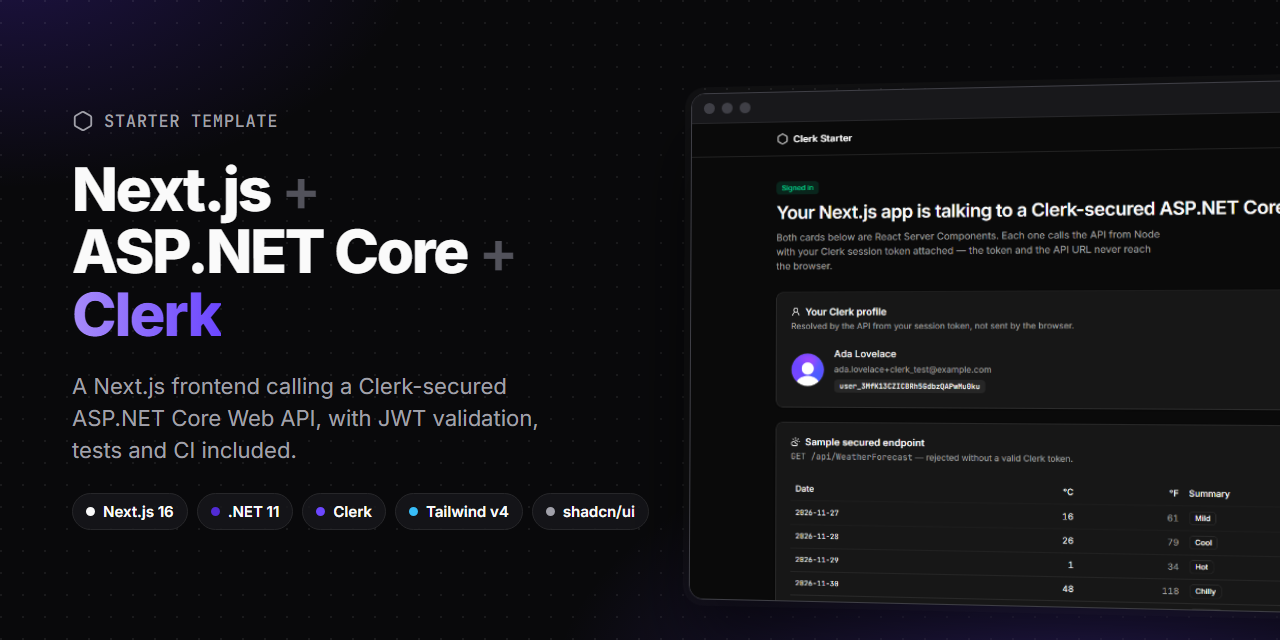 STARTER TEMPLATE
Next.js +
ASP.NET Core +
Clerk
A Next.js frontend calling a Clerk-secured
ASP.NET Core Web API, with JWT validation,
tests and CI included.
Next.js 16
.NET 11
Clerk
Tailwind v4
shadcn/ui
Clerk Starter
Signed in
Your Next.js app is talking to a Clerk-secured ASP.NET Core
Both cards below are React Server Components. Each one calls the API from Node
with your Clerk session token attached — the token and the API URL never reach
the browser.
Your Clerk profile
Resolved by the API from your session token, not sent by the browser.
Ada Lovelace
ada.lovelace+clerk_test@example.com
Sample secured endpoint
GET /api/WeatherForecast — rejected without a valid Clerk token.
Date °C °F Summary
2026-11-27 16 61 Mild
2026-11-28 26 79 Cool
2026-11-29 1 34 Hot
2026-11-30 48 118 Chilly